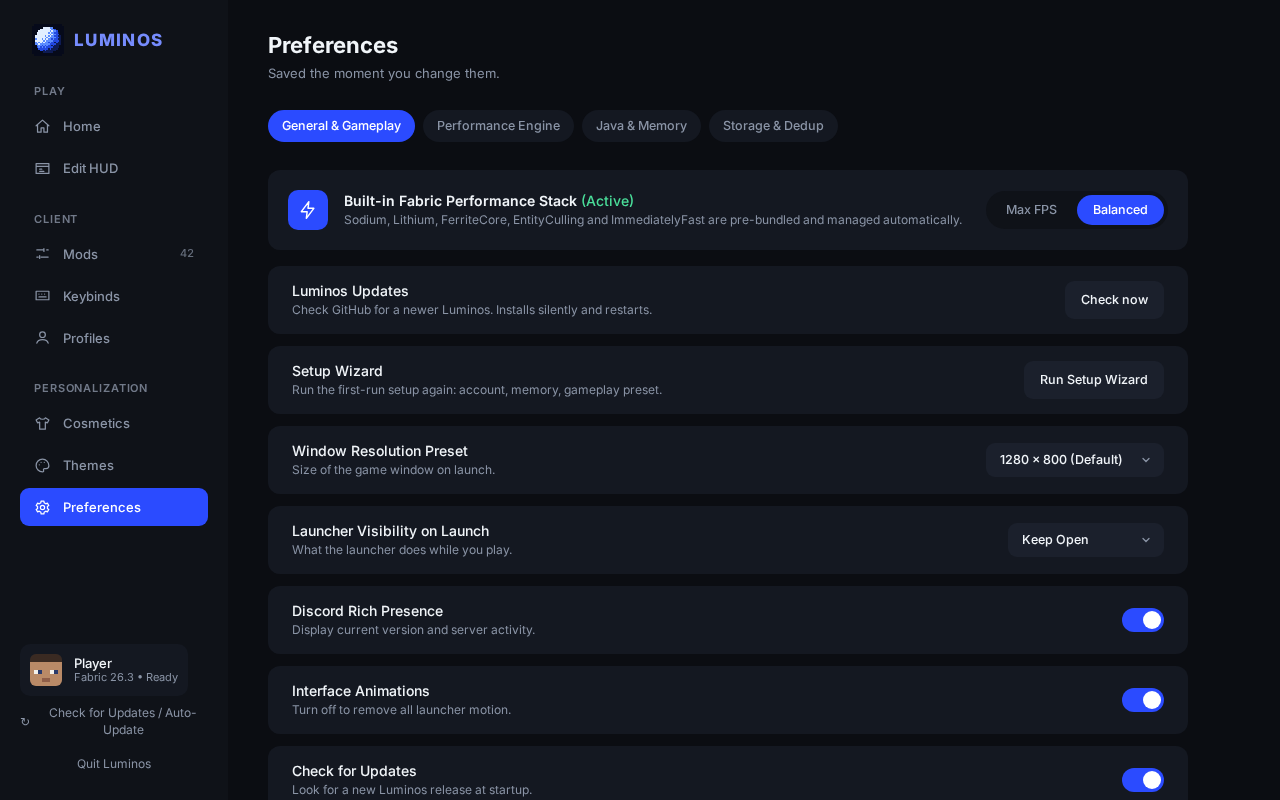 LUMINOS
PLAY
Home
Edit HUD
CLIENT
Mods 42
Keybinds
Profiles
PERSONALIZATION
Cosmetics
Themes
Preferences
Player
Fabric 26.3 • Ready
↻ Check for Updates / Auto-
Update
Quit Luminos
Preferences
Saved the moment you change them.
General & Gameplay Performance Engine Java & Memory Storage & Dedup
Built-in Fabric Performance Stack (Active)
Sodium, Lithium, FerriteCore, EntityCulling and ImmediatelyFast are pre-bundled and managed automatically.
Max FPS Balanced
Luminos Updates
Check GitHub for a newer Luminos. Installs silently and restarts.
Check now
Setup Wizard
Run the first-run setup again: account, memory, gameplay preset.
Run Setup Wizard
Window Resolution Preset
Size of the game window on launch.
1280 × 800 (Default)
Launcher Visibility on Launch
What the launcher does while you play.
Keep Open
Discord Rich Presence
Display current version and server activity.
Interface Animations
Turn off to remove all launcher motion.
Check for Updates
Look for a new Luminos release at startup.